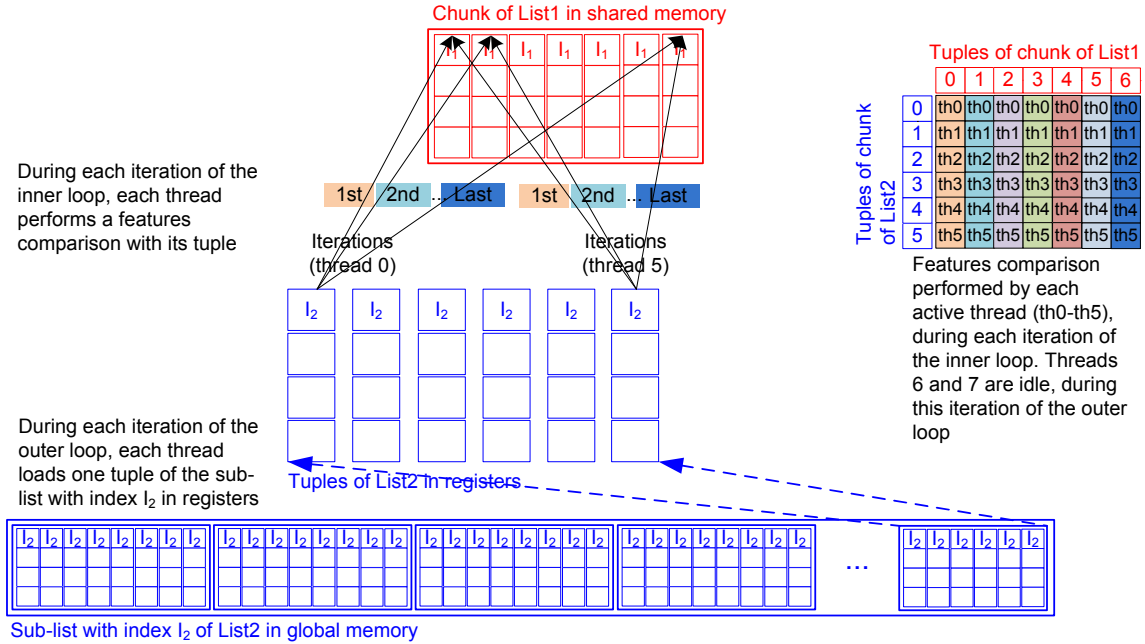 Chunk of List1 in shared memory
I1 I1 I1 I1 I1 I1 I1
During each iteration of the
inner loop, each thread
performs a features
comparison with its tuple
1st 2nd ... Last 1st 2nd ... Last
Iterations
(thread 0)
Iterations
(thread 5)
I2 I2 I2 I2 I2 I2
Tuples of List2 in registers
Tuples of chunk of List1
0 1 2 3 4 5 6
Tuples of chunk
of List2
0 th0 th0 th0 th0 th0 th0 th0
1 th1 th1 th1 th1 th1 th1 th1
2 th2 th2 th2 th2 th2 th2 th2
3 th3 th3 th3 th3 th3 th3 th3
4 th4 th4 th4 th4 th4 th4 th4
5 th5 th5 th5 th5 th5 th5 th5
Features comparison
performed by each
active thread (th0-th5),
during each iteration of
the inner loop. Threads
6 and 7 are idle, during
this iteration of the outer
loop
During each iteration of the
outer loop, each thread
loads one tuple of the sub-
list with index I2 in registers
I2 I2 I2 I2 I2 I2 I2 I2 I2 I2 I2 I2 I2 I2 I2 I2 I2 I2 I2 I2 I2 I2 I2 I2 I2 I2 I2 I2 I2 I2 I2 I2 ... I2 I2 I2 I2 I2 I2
Sub-list with index I2 of List2 in global memory